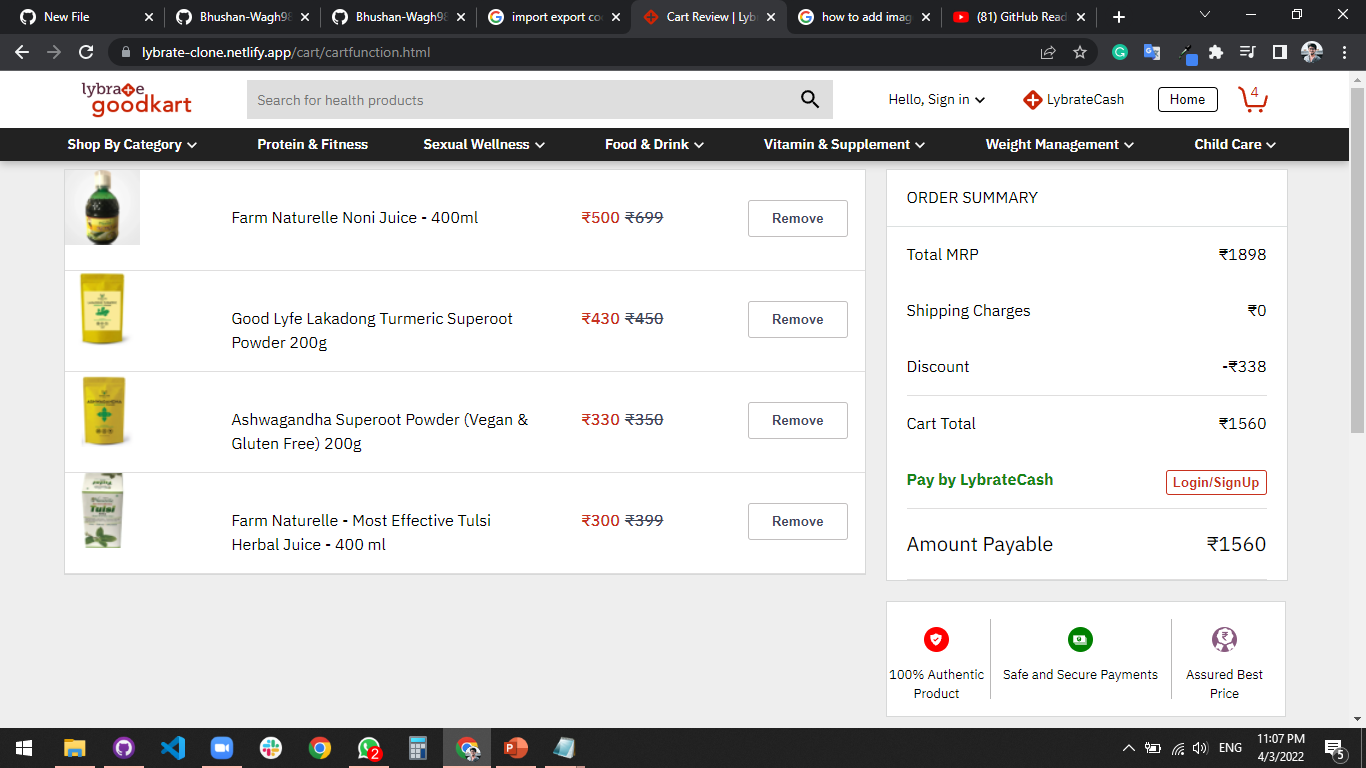 New File
Bhushan-Wagh98
Bhushan-Wagh98
import export co
Cart Review | Lyb
how to add imag
(81) GitHub Read
lybrate-clone.netlify.app/cart/cartfunction.html
lybrate
goodkart
Search for health products
Hello, Sign in
LybrateCash
Home
4
Shop By Category
Protein & Fitness
Sexual Wellness
Food & Drink
Vitamin & Supplement
Weight Management
Child Care
Farm Naturelle Noni Juice - 400ml
₹500 ₹699
Remove
Good Lyfe Lakadong Turmeric Superoot
Powder 200g
₹430 ₹450
Remove
Ashwagandha Superoot Powder (Vegan &
Gluten Free) 200g
₹330 ₹350
Remove
Tulsi
Farm Naturelle - Most Effective Tulsi
Herbal Juice - 400 ml
₹300 ₹399
Remove
ORDER SUMMARY
Total MRP ₹1898
Shipping Charges ₹0
Discount -₹338
Cart Total ₹1560
Pay by LybrateCash Login/SignUp
Amount Payable ₹1560
100% Authentic
Product
Safe and Secure Payments
Assured Best
Price
2
ENG
11:07 PM
4/3/2022
5